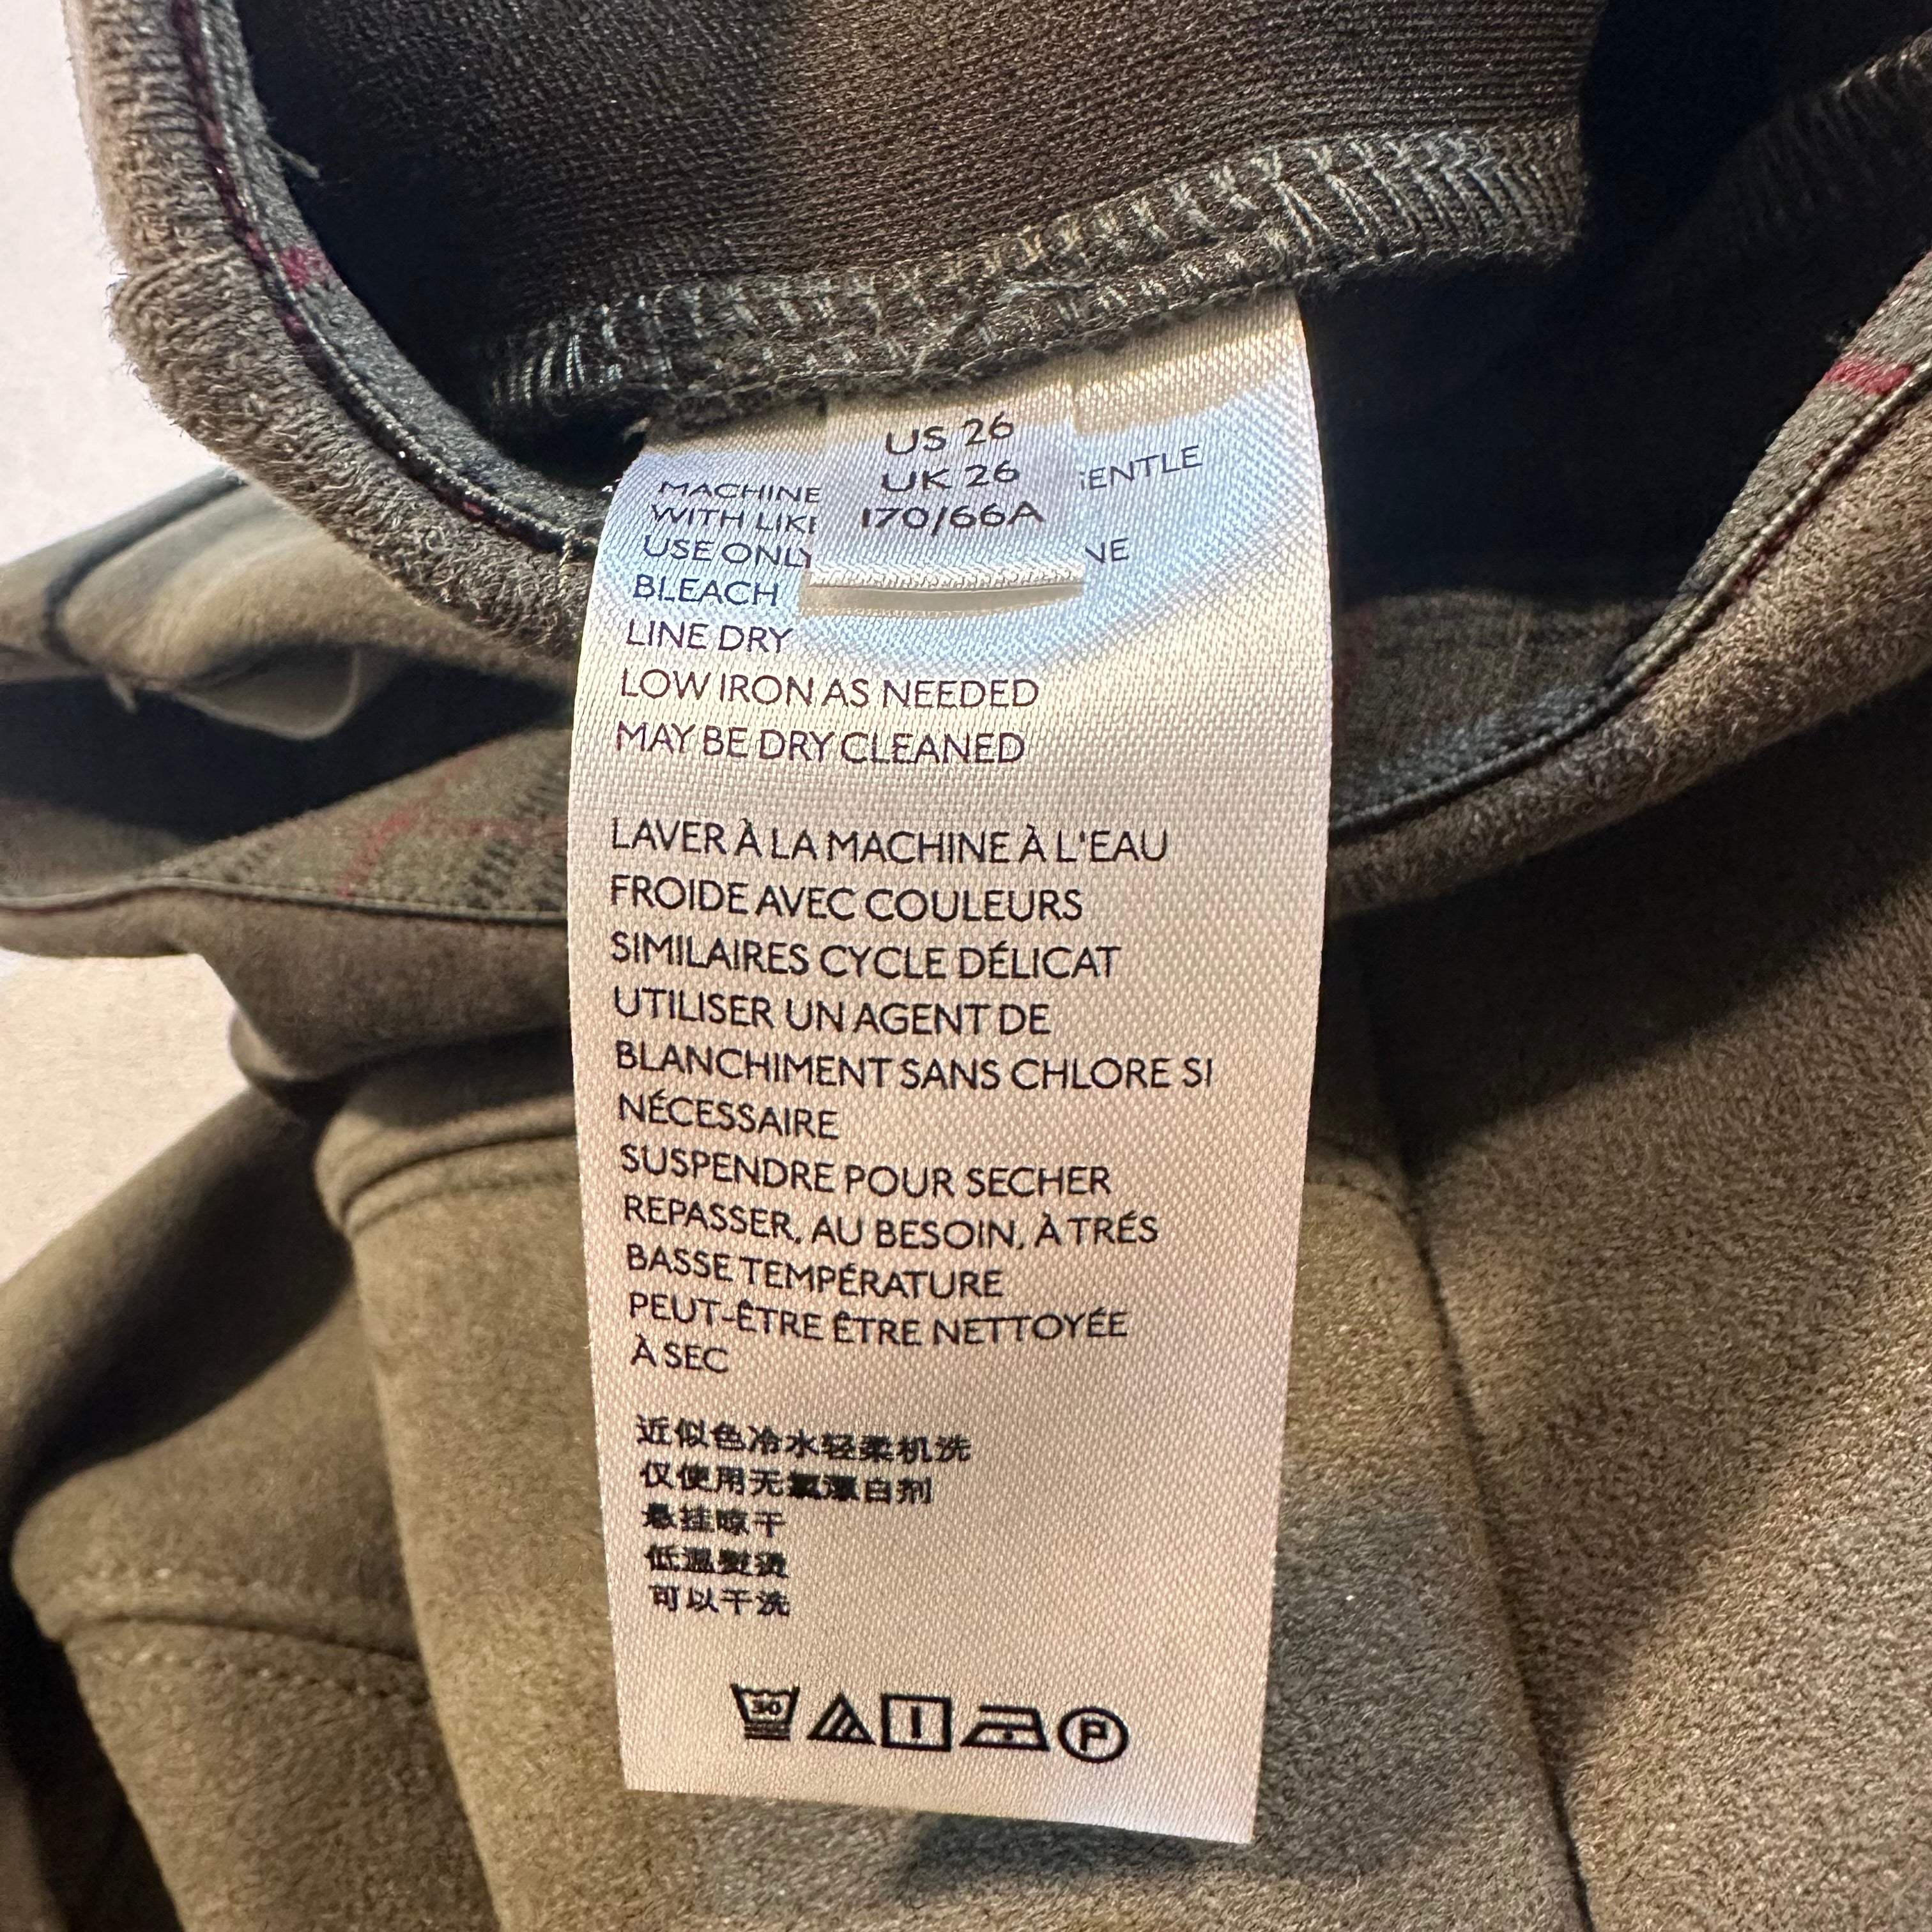 US 26
UK 26
170/66A
MACHINE
WITH LIK
ENTLE
USE ONLY
VE
BLEACH
LINE DRY
LOW IRON AS NEEDED
MAY BE DRY CLEANED
LAVER À LA MACHINE À L'EAU
FROIDE AVEC COULEURS
SIMILAIRES CYCLE DÉLICAT
UTILISER UN AGENT DE
BLANCHIMENT SANS CHLORE SI
NÉCESSAIRE
SUSPENDRE POUR SECHER
REPASSER, AU BESOIN, À TRÉS
BASSE TEMPÉRATURE
PEUT-ÊTRE ÊTRE NETTOYÉE
À SEC
近似色冷水轻柔机洗
仅使用无氯漂白剂
悬挂晾干
低温熨烫
可以干洗
30 P